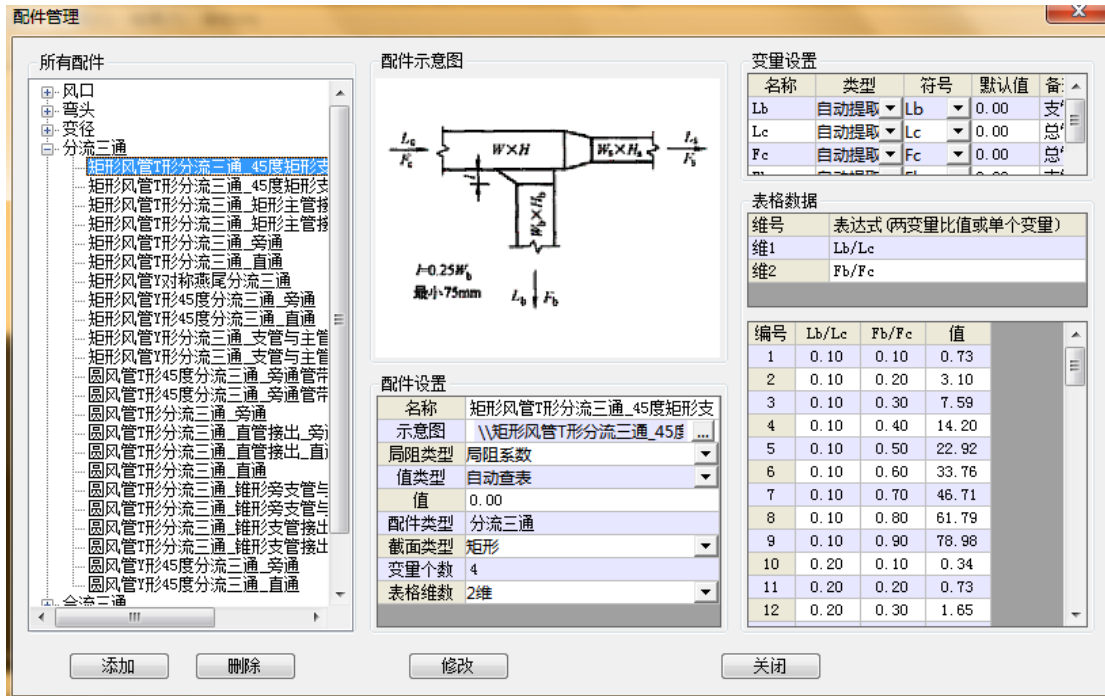 配件管理
所有配件
风口
弯头
变径
分流三通
矩形风管T形分流三通_45度矩形支
矩形风管T形分流三通_45度矩形支
矩形风管T形分流三通_矩形主管接
矩形风管T形分流三通_矩形主管接
矩形风管T形分流三通_旁通
矩形风管T形分流三通_直通
矩形风管Y对称燕尾分流三通
矩形风管Y形45度分流三通_旁通
矩形风管Y形45度分流三通_直通
矩形风管Y形分流三通_支管与主管
矩形风管Y形分流三通_支管与主管
圆风管T形45度分流三通_旁通管带
圆风管T形45度分流三通_旁通管带
圆风管T形分流三通_旁通
圆风管T形分流三通_直管接出_旁
圆风管T形分流三通_直管接出_直
圆风管T形分流三通_直通
圆风管T形分流三通_锥形旁支管与
圆风管T形分流三通_锥形旁支管与
圆风管T形分流三通_锥形支管接出
圆风管T形分流三通_锥形支管接出
圆风管Y形45度分流三通_旁通
圆风管Y形45度分流三通_直通
合流三通
配件示意图
Lc
Fc
W×H
Ws×Hs
Ls
Fs
l
Wb×Hb
l=0.25Wb
最小75mm
Lb Fb
配件设置
名称 矩形风管T形分流三通_45度矩形支
示意图 \\矩形风管T形分流三通_45度 ...
局阻类型 局阻系数
值类型 自动查表
值 0.00
配件类型 分流三通
截面类型 矩形
变量个数 4
表格维数 2维
变量设置
名称 类型 符号 默认值 备
Lb 自动提取 Lb 0.00 支
Lc 自动提取 Lc 0.00 总
Fc 自动提取 Fc 0.00 总
表格数据
维号 表达式(两变量比值或单个变量)
维1 Lb/Lc
维2 Fb/Fc
编号 Lb/Lc Fb/Fc 值
1 0.10 0.10 0.73
2 0.10 0.20 3.10
3 0.10 0.30 7.59
4 0.10 0.40 14.20
5 0.10 0.50 22.92
6 0.10 0.60 33.76
7 0.10 0.70 46.71
8 0.10 0.80 61.79
9 0.10 0.90 78.98
10 0.20 0.10 0.34
11 0.20 0.20 0.73
12 0.20 0.30 1.65
添加 删除 修改 关闭